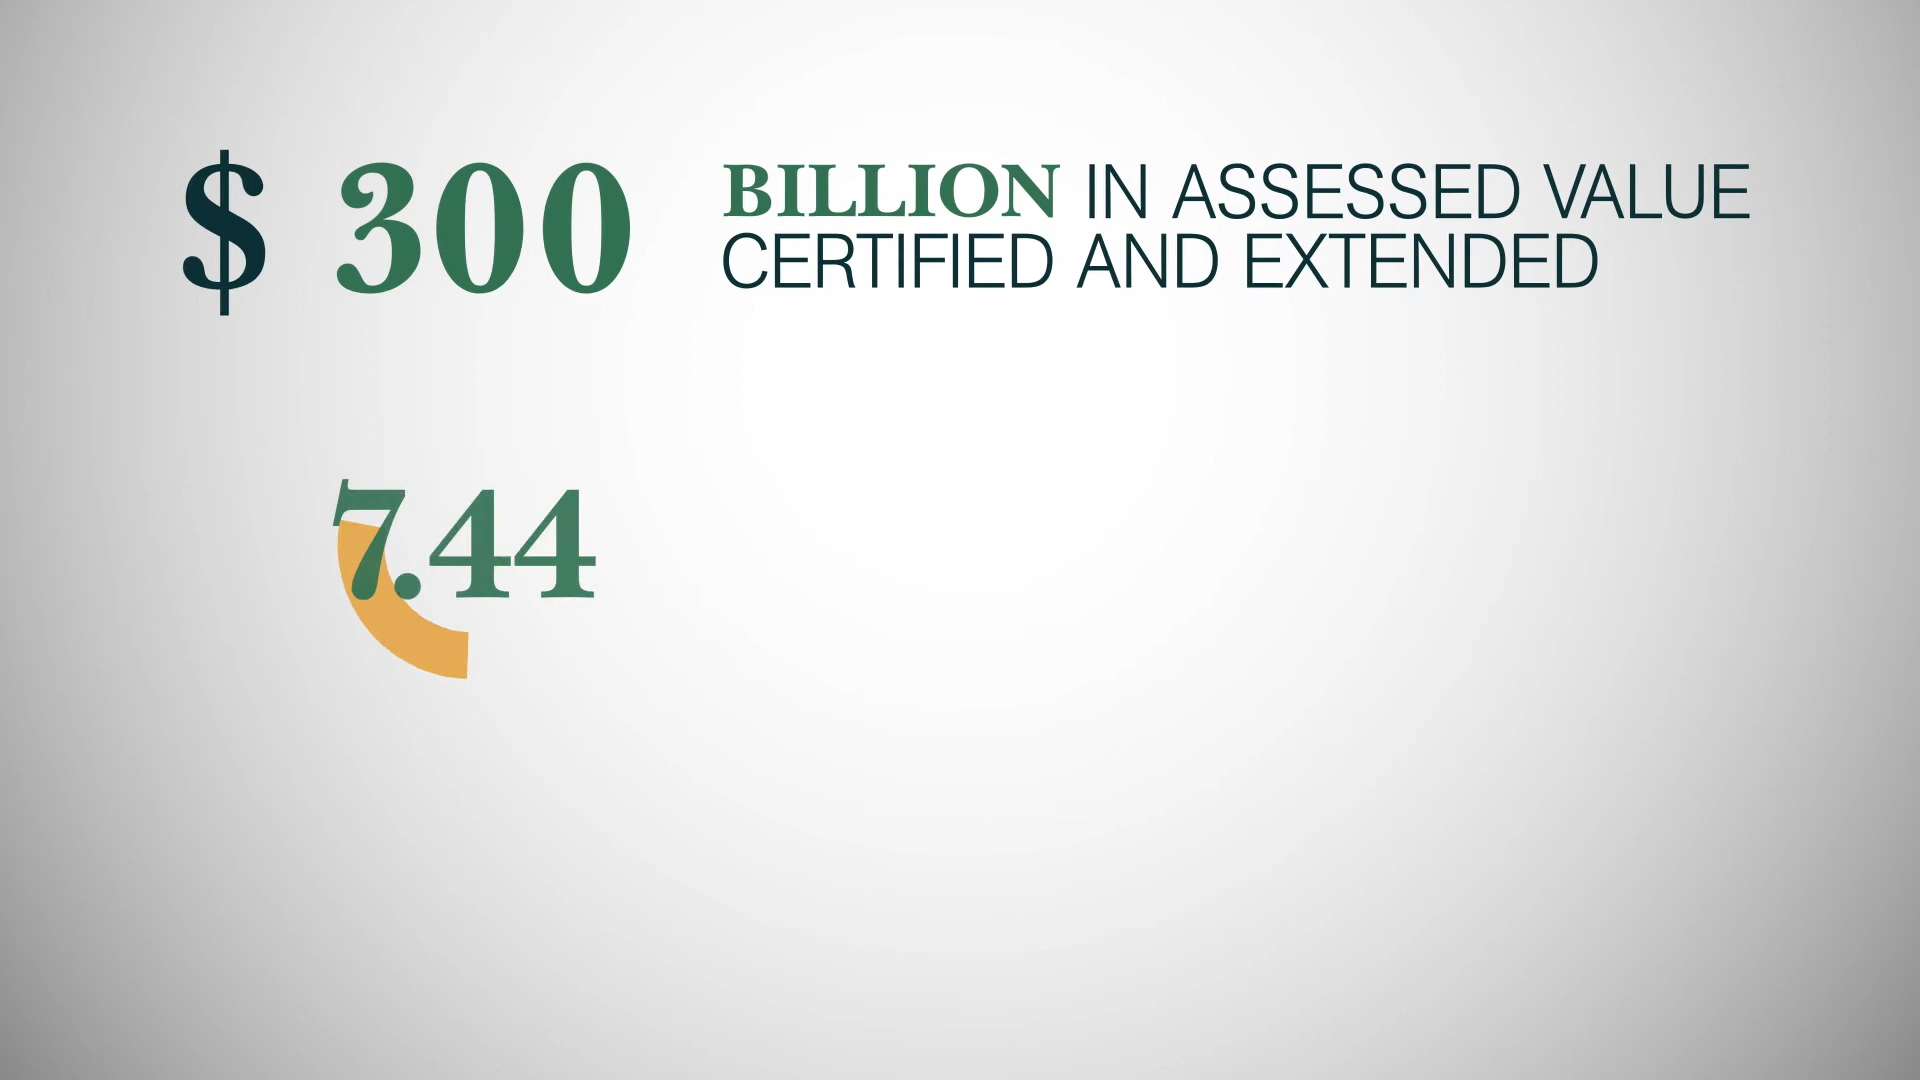 $ 300 BILLION IN ASSESSED VALUE
CERTIFIED AND EXTENDED
7.44